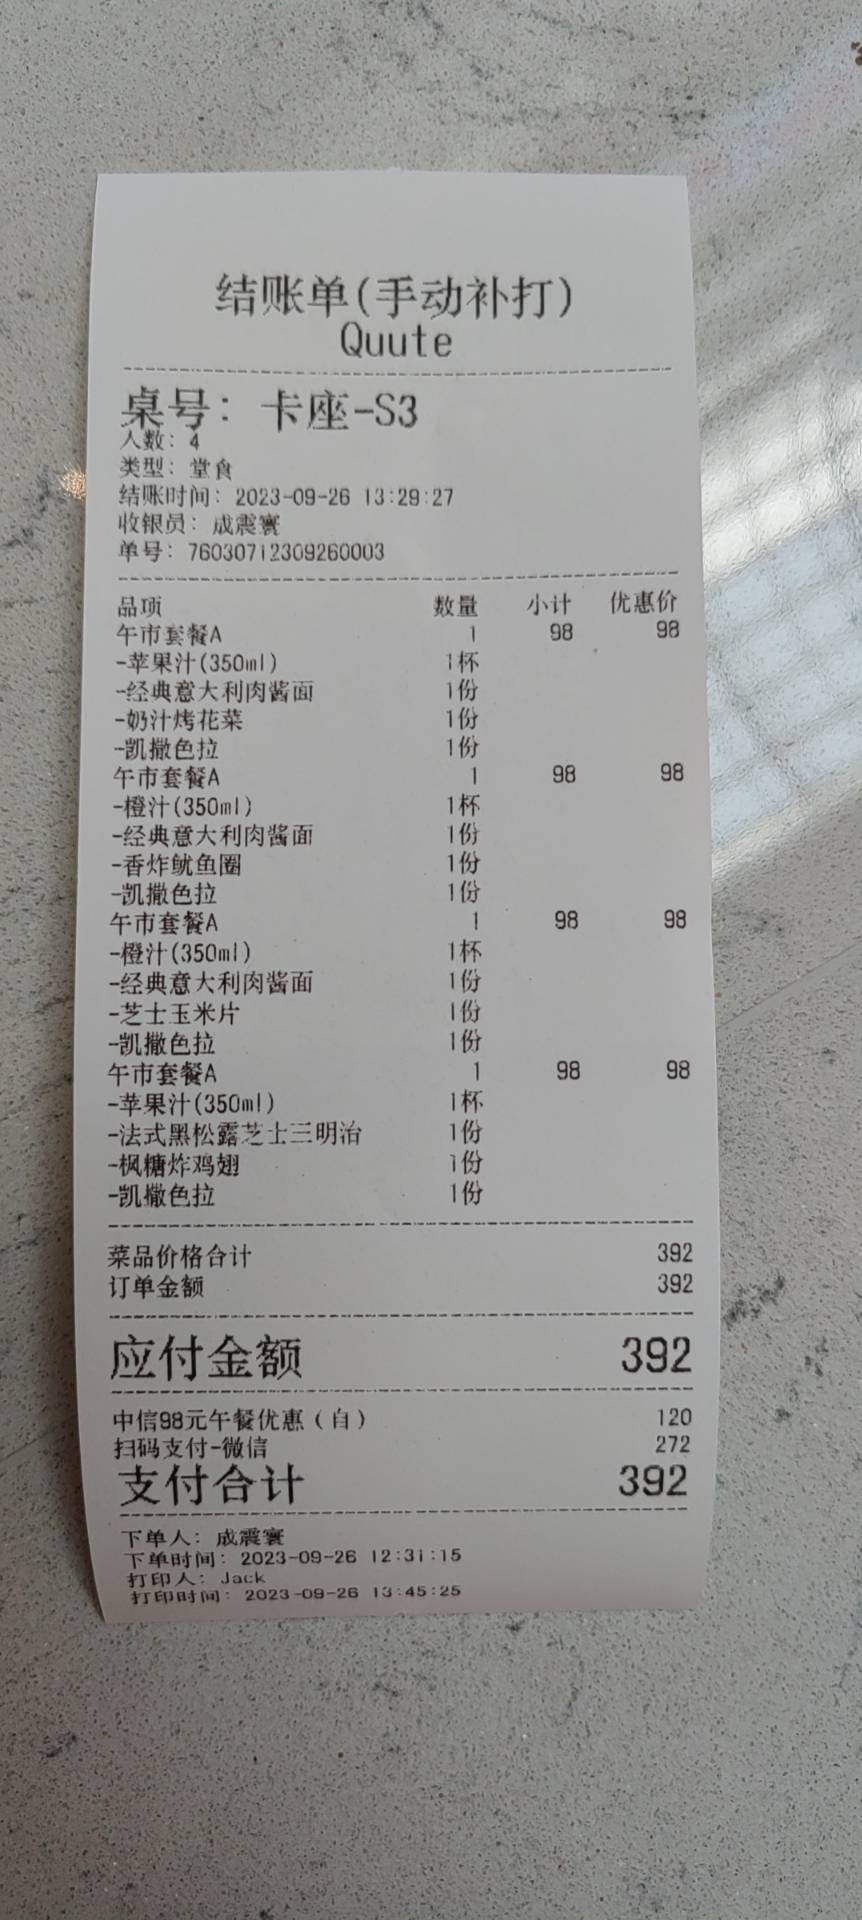 结账单(手动补打)
Quute
桌号: 卡座-S3
人数: 4
类型: 堂食
结账时间: 2023-09-26 13:29:27
收银员: 成震寰
单号: 76030712309260003
品项 数量 小计 优惠价
午市套餐A 1 98 98
-苹果汁(350ml) 1杯
-经典意大利肉酱面 1份
-奶汁烤花菜 1份
-凯撒色拉 1份
午市套餐A 1 98 98
-橙汁(350ml) 1杯
-经典意大利肉酱面 1份
-香炸鱿鱼圈 1份
-凯撒色拉 1份
午市套餐A 1 98 98
-橙汁(350ml) 1杯
-经典意大利肉酱面 1份
-芝士玉米片 1份
-凯撒色拉 1份
午市套餐A 1 98 98
-苹果汁(350ml) 1杯
-法式黑松露芝士三明治 1份
-枫糖炸鸡翅 1份
-凯撒色拉 1份
菜品价格合计 392
订单金额 392
应付金额 392
中信98元午餐优惠（自） 120
扫码支付-微信 272
支付合计 392
下单人: 成震寰
下单时间: 2023-09-26 12:31:15
打印人: Jack
打印时间: 2023-09-26 13:45:25